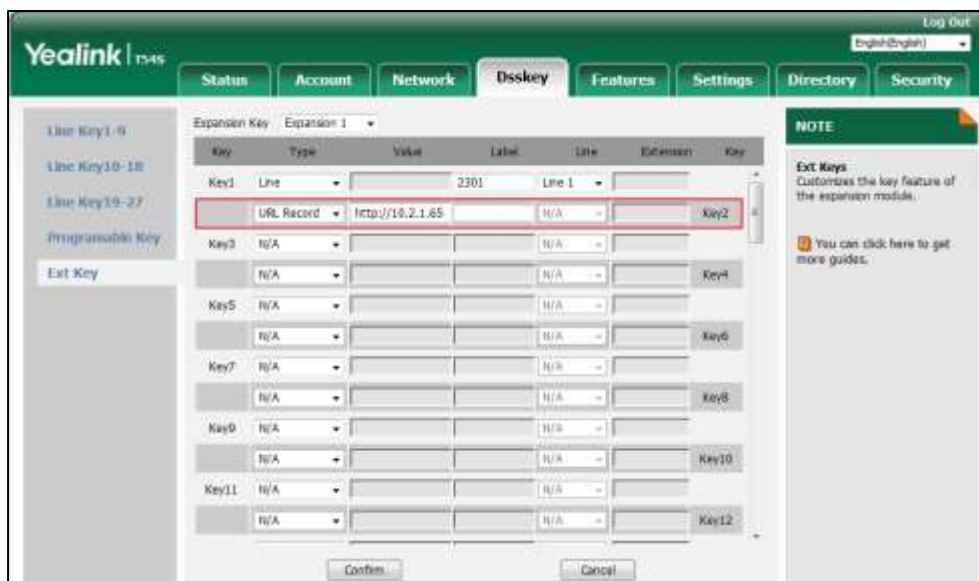 Log Out
English(English)
Yealink T54S
Status Account Network Dsskey Features Settings Directory Security
Line Key1-9
Line Key10-18
Line Key19-27
Programable Key
Ext Key
Expansion Key Expansion 1
Key Type Value Label Line Extension Key
Key1 Line 2301 Line 1
URL Record http://10.2.1.65 N/A Key2
Key3 N/A N/A
N/A N/A Key4
Key5 N/A N/A
N/A N/A Key6
Key7 N/A N/A
N/A N/A Key8
Key9 N/A N/A
N/A N/A Key10
Key11 N/A N/A
N/A N/A Key12
Confirm Cancel
NOTE
Ext Keys
Customizes the key feature of
the expansion module.
You can click here to get
more guides.